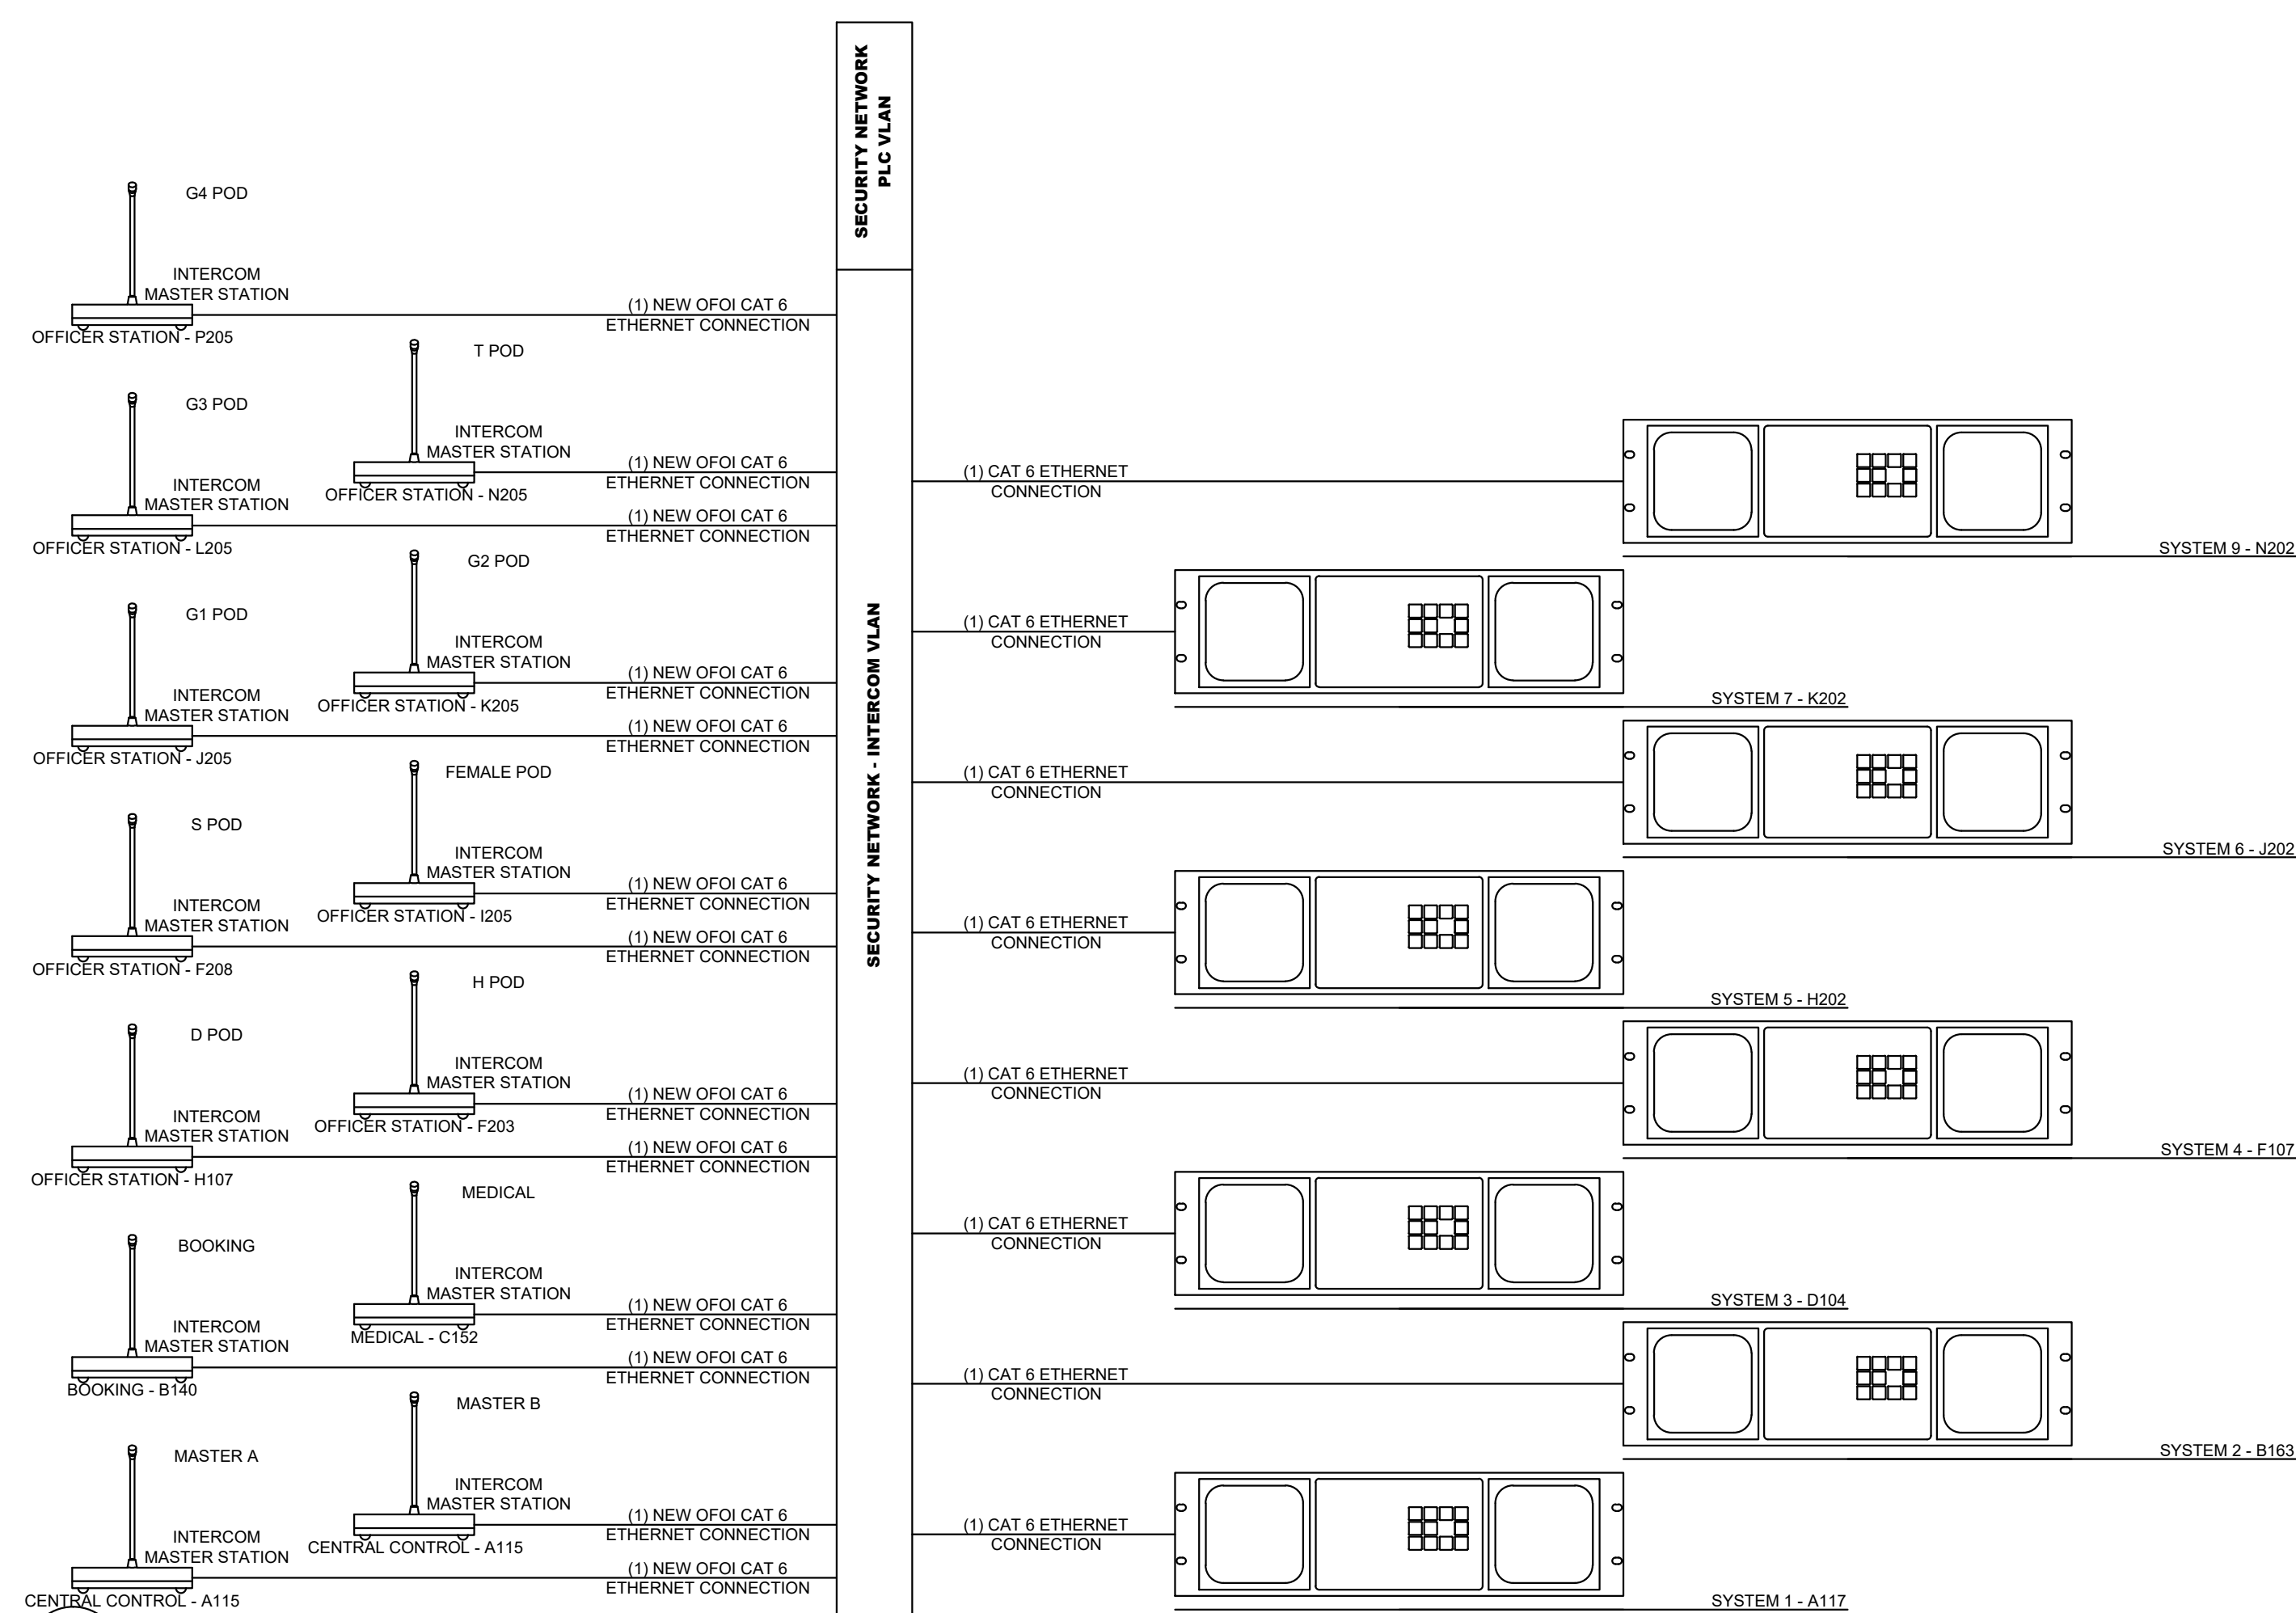 SECURITY NETWORK
PLC VLAN
SECURITY NETWORK - INTERCOM VLAN
G4 POD
INTERCOM
MASTER STATION
OFFICER STATION - P205
(1) NEW OFOI CAT 6
ETHERNET CONNECTION
T POD
INTERCOM
MASTER STATION
OFFICER STATION - N205
(1) NEW OFOI CAT 6
ETHERNET CONNECTION
G3 POD
INTERCOM
MASTER STATION
OFFICER STATION - L205
(1) NEW OFOI CAT 6
ETHERNET CONNECTION
G2 POD
INTERCOM
MASTER STATION
OFFICER STATION - K205
(1) NEW OFOI CAT 6
ETHERNET CONNECTION
G1 POD
INTERCOM
MASTER STATION
OFFICER STATION - J205
(1) NEW OFOI CAT 6
ETHERNET CONNECTION
FEMALE POD
INTERCOM
MASTER STATION
OFFICER STATION - I205
(1) NEW OFOI CAT 6
ETHERNET CONNECTION
S POD
INTERCOM
MASTER STATION
OFFICER STATION - F208
(1) NEW OFOI CAT 6
ETHERNET CONNECTION
H POD
INTERCOM
MASTER STATION
OFFICER STATION - F203
(1) NEW OFOI CAT 6
ETHERNET CONNECTION
D POD
INTERCOM
MASTER STATION
OFFICER STATION - H107
(1) NEW OFOI CAT 6
ETHERNET CONNECTION
MEDICAL
INTERCOM
MASTER STATION
MEDICAL - C152
(1) NEW OFOI CAT 6
ETHERNET CONNECTION
BOOKING
INTERCOM
MASTER STATION
BOOKING - B140
(1) NEW OFOI CAT 6
ETHERNET CONNECTION
MASTER B
INTERCOM
MASTER STATION
CENTRAL CONTROL - A115
(1) NEW OFOI CAT 6
ETHERNET CONNECTION
MASTER A
INTERCOM
MASTER STATION
CENTRAL CONTROL - A115
(1) NEW OFOI CAT 6
ETHERNET CONNECTION
(1) CAT 6 ETHERNET
CONNECTION
SYSTEM 9 - N202
(1) CAT 6 ETHERNET
CONNECTION
SYSTEM 7 - K202
(1) CAT 6 ETHERNET
CONNECTION
SYSTEM 6 - J202
(1) CAT 6 ETHERNET
CONNECTION
SYSTEM 5 - H202
(1) CAT 6 ETHERNET
CONNECTION
SYSTEM 4 - F107
(1) CAT 6 ETHERNET
CONNECTION
SYSTEM 3 - D104
(1) CAT 6 ETHERNET
CONNECTION
SYSTEM 2 - B163
(1) CAT 6 ETHERNET
CONNECTION
SYSTEM 1 - A117